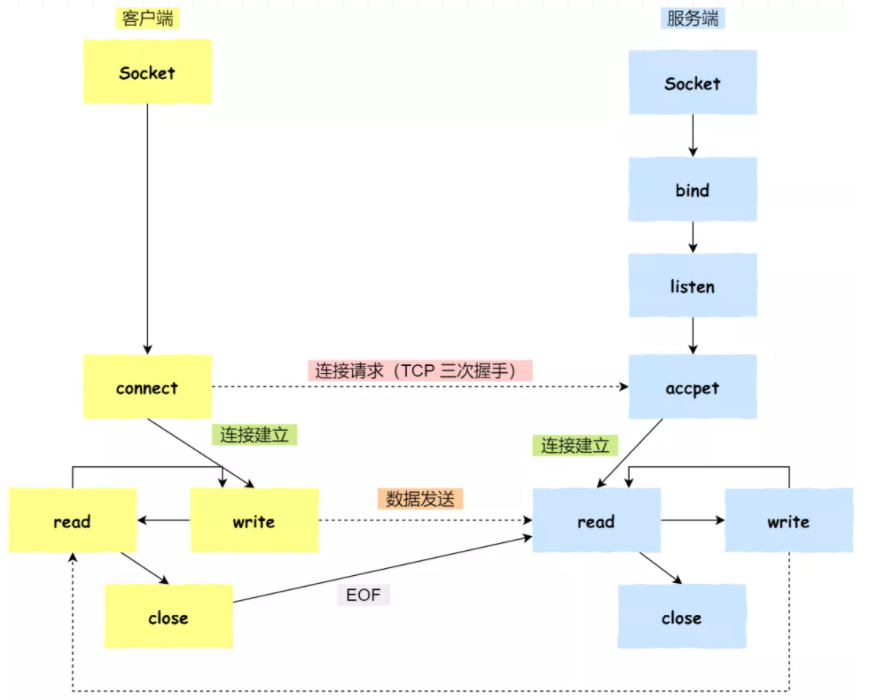 客户端
服务端
Socket
Socket
bind
listen
connect
连接请求（TCP 三次握手）
accpet
连接建立
连接建立
read
write
数据发送
read
write
close
EOF
close